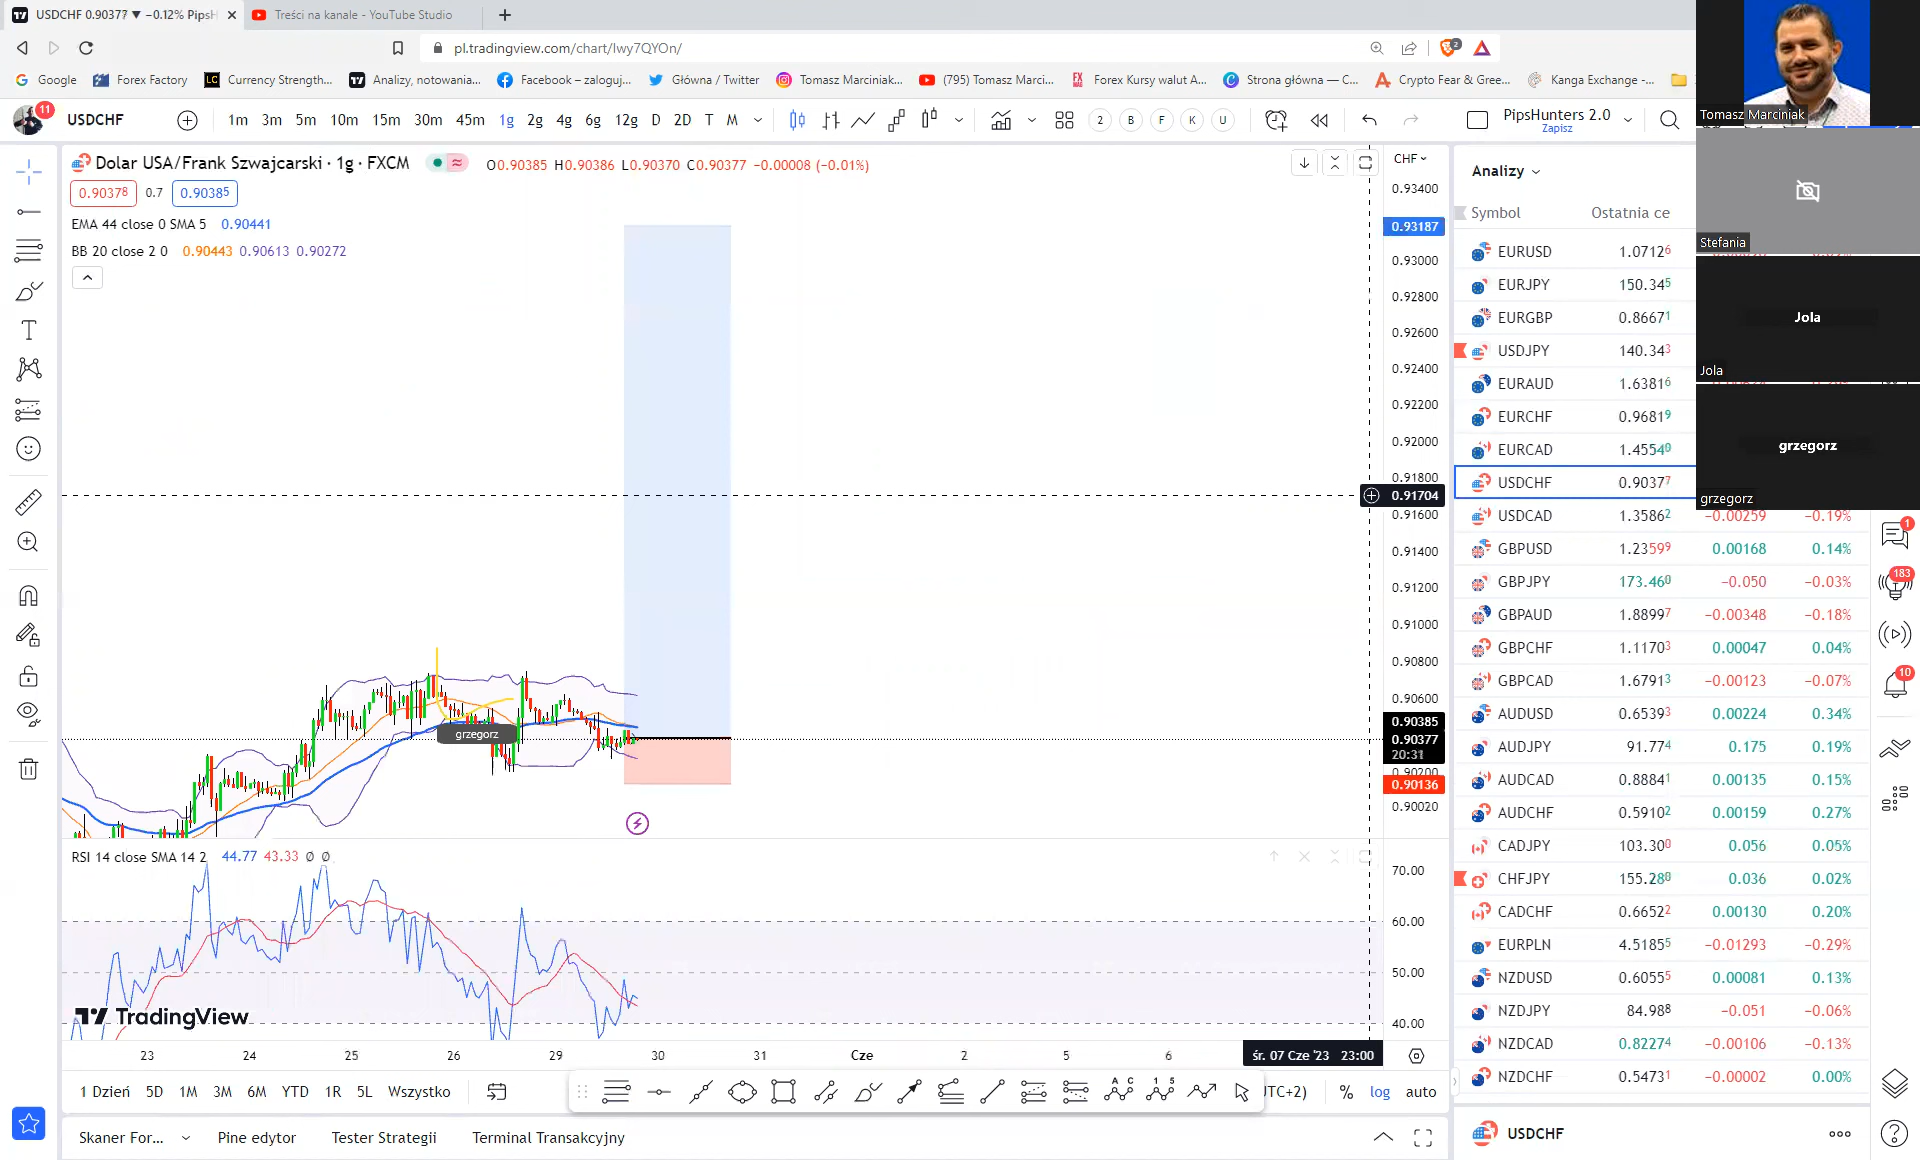 USDCHF 0.90377 ▼ −0.12% PipsH
Treści na kanale - YouTube Studio
pl.tradingview.com/chart/lwy7QYOn/
2
Google
Forex Factory
Currency Strength...
Analizy, notowania...
Facebook – zaloguj...
Główna / Twitter
Tomasz Marciniak...
(795) Tomasz Marci...
Forex Kursy walut A...
Strona główna — C...
Crypto Fear & Gree...
Kanga Exchange -...
11
USDCHF
1m 3m 5m 10m 15m 30m 45m 1g 2g 4g 6g 12g D 2D T M
2 B F K U
PipsHunters 2.0
Zapisz
Tomasz Marciniak
Stefania
Jola
Jola
grzegorz
grzegorz
Dolar USA/Frank Szwajcarski · 1g · FXCM
O0.90385 H0.90386 L0.90370 C0.90377 −0.00008 (−0.01%)
0.90378 0.7 0.90385
EMA 44 close 0 SMA 5 0.90441
BB 20 close 2 0 0.90443 0.90613 0.90272
CHF
0.93400
0.93187
0.93000
0.92800
0.92600
0.92400
0.92200
0.92000
0.91800
0.91704
0.91600
0.91400
0.91200
0.91000
0.90800
0.90600
0.90385
0.90377
20:31
0.90200
0.90136
0.90020
grzegorz
RSI 14 close SMA 14 2 44.77 43.33 Ø Ø
70.00
60.00
50.00
40.00
TradingView
23 24 25 26 29 30 31 Cze 2 5 6
śr. 07 Cze '23 23:00
1 Dzień 5D 1M 3M 6M YTD 1R 5L Wszystko
TC+2) % log auto
Skaner For... Pine edytor Tester Strategii Terminal Transakcyjny
Analizy
Symbol Ostatnia ce
EURUSD 1.07126
EURJPY 150.345
EURGBP 0.86671
USDJPY 140.343
EURAUD 1.63816
EURCHF 0.96819
EURCAD 1.45540
USDCHF 0.90377
USDCAD 1.35862 −0.00259 −0.19%
GBPUSD 1.23599 0.00168 0.14%
GBPJPY 173.460 −0.050 −0.03%
GBPAUD 1.88997 −0.00348 −0.18%
GBPCHF 1.11703 0.00047 0.04%
GBPCAD 1.67913 −0.00123 −0.07%
AUDUSD 0.65393 0.00224 0.34%
AUDJPY 91.774 0.175 0.19%
AUDCAD 0.88841 0.00135 0.15%
AUDCHF 0.59102 0.00159 0.27%
CADJPY 103.300 0.056 0.05%
CHFJPY 155.280 0.036 0.02%
CADCHF 0.66522 0.00130 0.20%
EURPLN 4.51855 −0.01293 −0.29%
NZDUSD 0.60555 0.00081 0.13%
NZDJPY 84.988 −0.051 −0.06%
NZDCAD 0.82274 −0.00106 −0.13%
NZDCHF 0.54731 −0.00002 0.00%
USDCHF
1
183
10